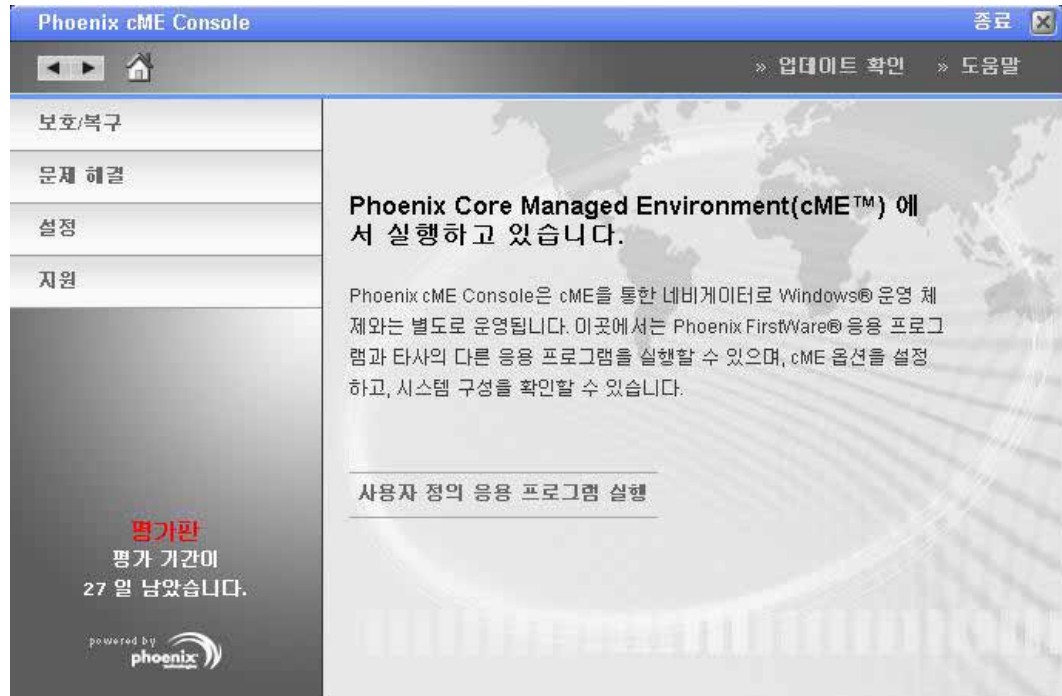 Phoenix cME Console
종료
» 업데이트 확인
» 도움말
보호/복구
문제 해결
설정
지원
Phoenix Core Managed Environment(cME™) 에
서 실행하고 있습니다.
Phoenix cME Console은 cME을 통한 네비게이터로 Windows® 운영 체
제와는 별도로 운영됩니다. 이곳에서는 Phoenix FirstWare® 응용 프로그
램과 타사의 다른 응용 프로그램을 실행할 수 있으며, cME 옵션을 설정
하고, 시스템 구성을 확인할 수 있습니다.
사용자 정의 응용 프로그램 실행
평가판
평가 기간이
27 일 남았습니다.
powered by
phoenix